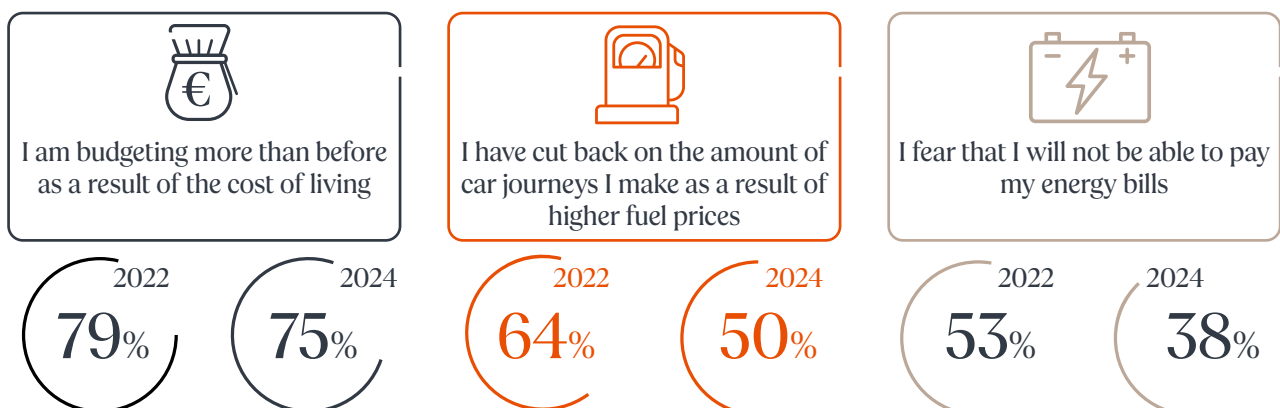 €
I am budgeting more than before
as a result of the cost of living
2022
79%
2024
75%
I have cut back on the amount of
car journeys I make as a result of
higher fuel prices
2022
64%
2024
50%
− +
I fear that I will not be able to pay
my energy bills
2022
53%
2024
38%